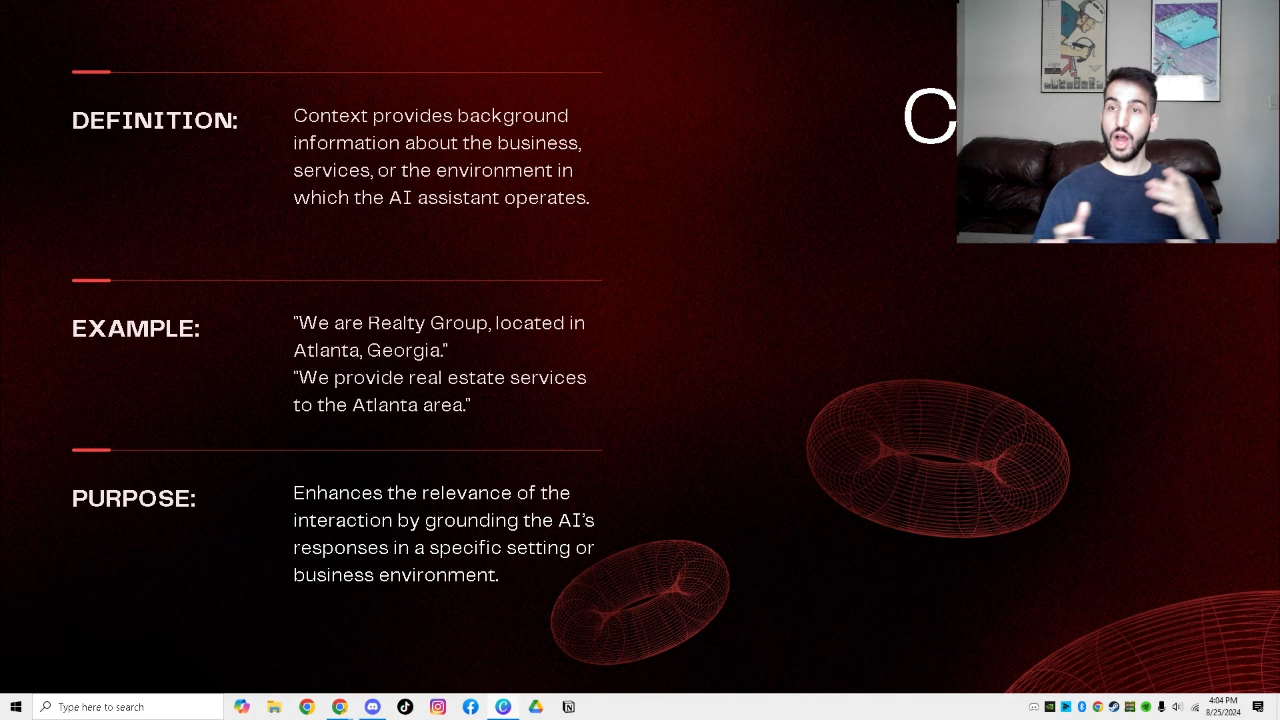 C
DEFINITION:
Context provides background
information about the business,
services, or the environment in
which the AI assistant operates.
EXAMPLE:
"We are Realty Group, located in
Atlanta, Georgia."
"We provide real estate services
to the Atlanta area."
PURPOSE:
Enhances the relevance of the
interaction by grounding the AI's
responses in a specific setting or
business environment.
Type here to search
4:04 PM
8/25/2024